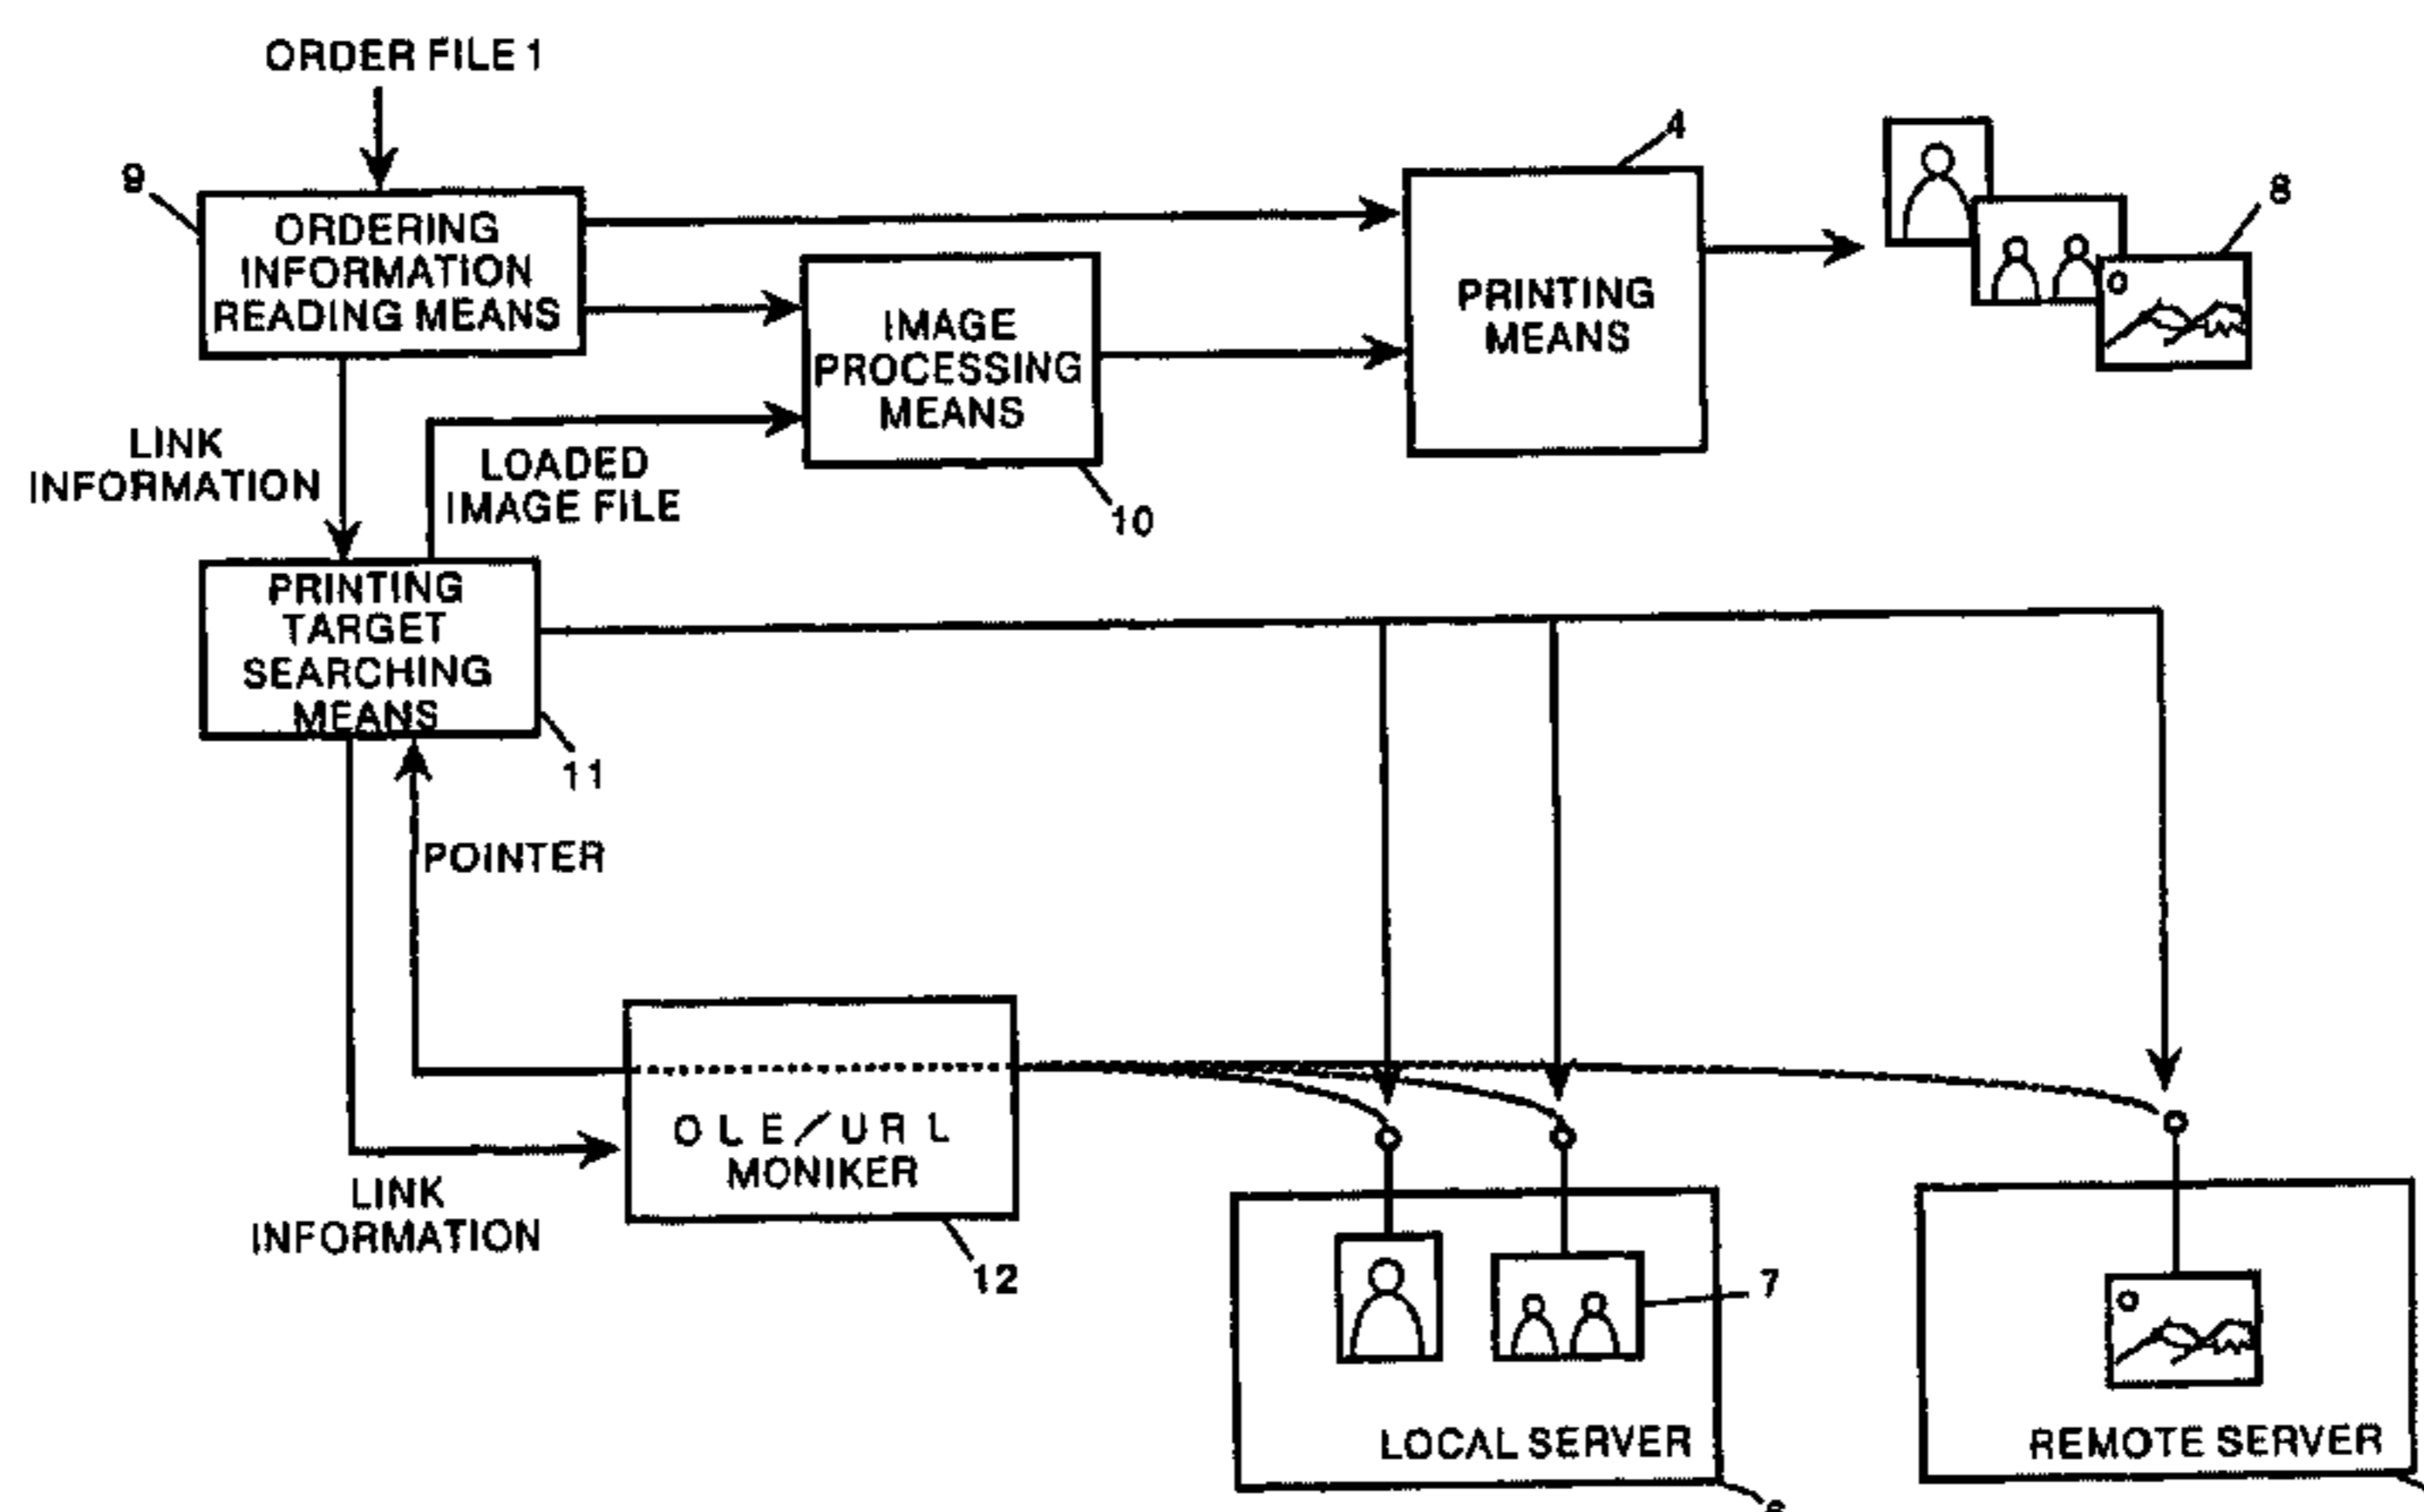 ORDER FILE 1
4
9
8
ORDERING
INFORMATION
READING MEANS
IMAGE
PROCESSING
MEANS
PRINTING
MEANS
LINK
INFORMATION
LOADED
IMAGE FILE
10
PRINTING
TARGET
SEARCHING
MEANS
11
POINTER
OLE/URL
MONIKER
LINK
INFORMATION
12
7
LOCAL SERVER
REMOTE SERVER